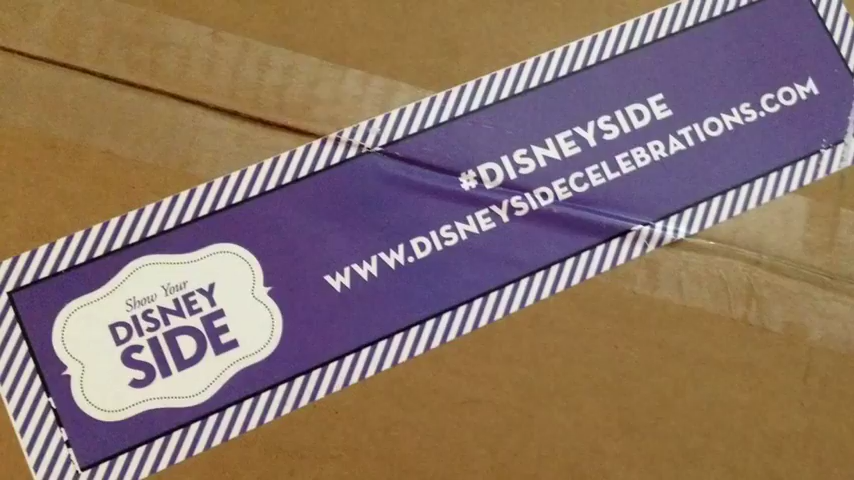 #DISNEYSIDE
WWW.DISNEYSIDECELEBRATIONS.COM
Show Your
DISNEY
SIDE